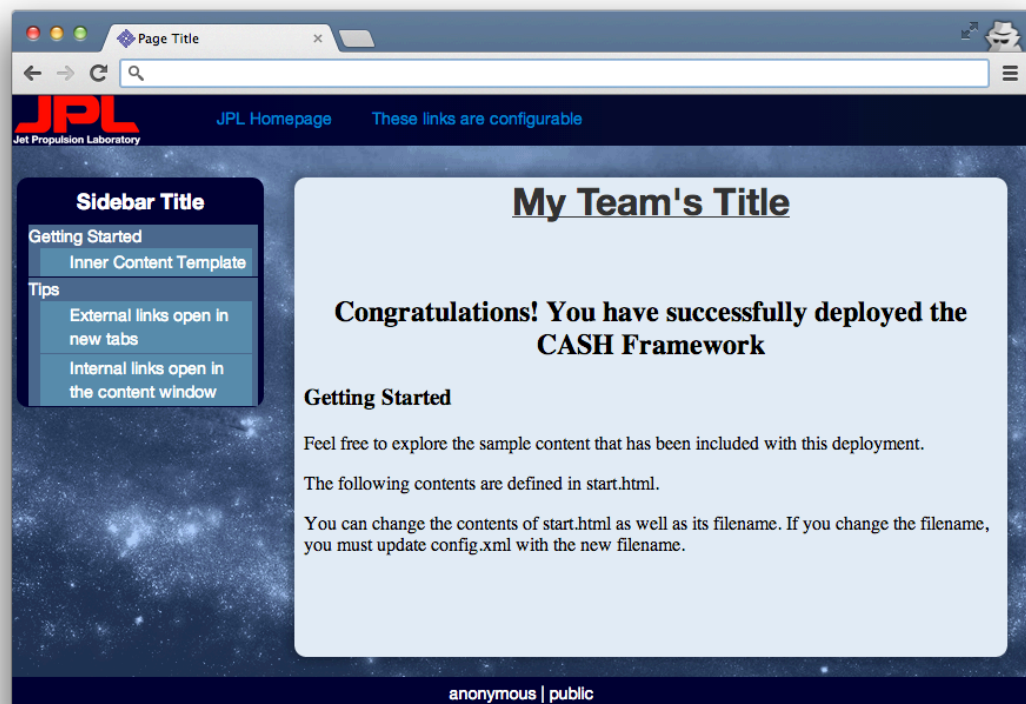 Page Title
JPL
Jet Propulsion Laboratory
JPL Homepage
These links are configurable
Sidebar Title
Getting Started
Inner Content Template
Tips
External links open in
new tabs
Internal links open in
the content window
My Team's Title
Congratulations! You have successfully deployed the
CASH Framework
Getting Started
Feel free to explore the sample content that has been included with this deployment.
The following contents are defined in start.html.
You can change the contents of start.html as well as its filename. If you change the filename,
you must update config.xml with the new filename.
anonymous | public